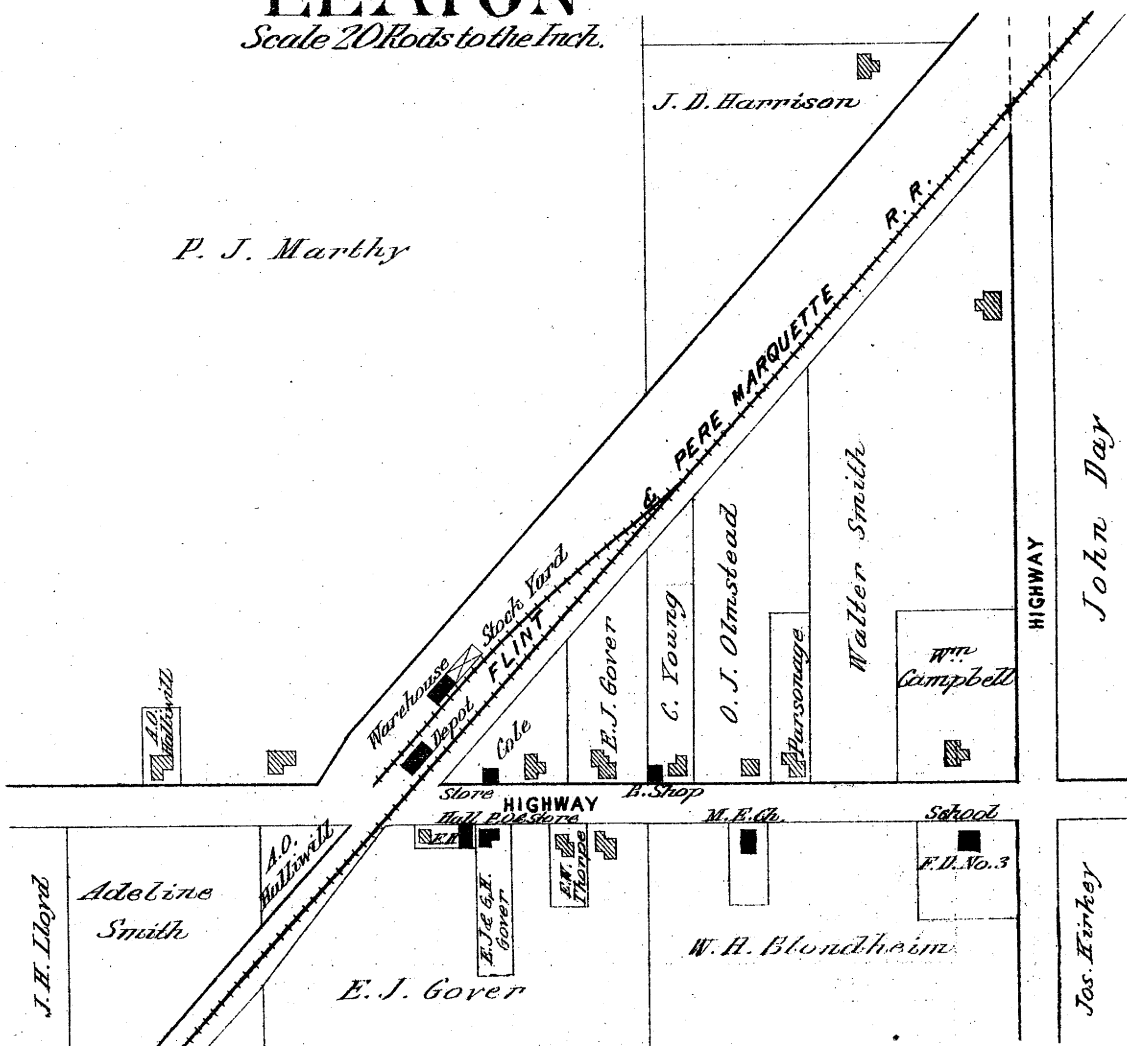 LEATON
Scale 20 Rods to the Inch.
J. D. Harrison
P. J. Marthy
R. R.
PERE MARQUETTE
&
FLINT
Stock Yard
Warehouse
Depot
Cole
E. J. Gover
C. Young
O. J. Olmstead
Parsonage
Walter Smith
Wm. Campbell
HIGHWAY
John Day
A.O. Halliwill
Store
HIGHWAY
B. Shop
Hall P.O. & Store
M. E. Ch.
School
F. D. No. 3
A.O. Halliwill
E. J. & G. H. Gover
E. W. Thorpe
J. H. Lloyd
Adeline Smith
E. J. Gover
W. H. Blondheim
Jos. Kirkey